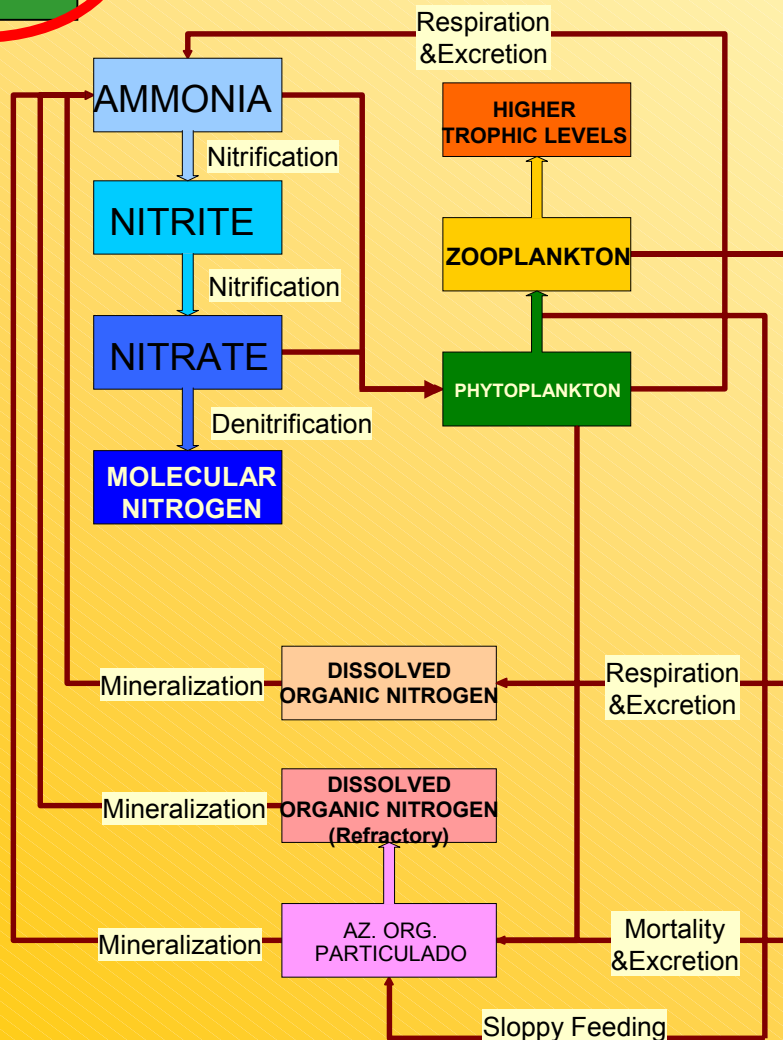 Respiration
&Excretion
AMMONIA
HIGHER
TROPHIC LEVELS
Nitrification
NITRITE
ZOOPLANKTON
Nitrification
NITRATE
PHYTOPLANKTON
Denitrification
MOLECULAR
NITROGEN
Mineralization
DISSOLVED
ORGANIC NITROGEN
Respiration
&Excretion
Mineralization
DISSOLVED
ORGANIC NITROGEN
(Refractory)
Mineralization
AZ. ORG.
PARTICULADO
Mortality
&Excretion
Sloppy Feeding